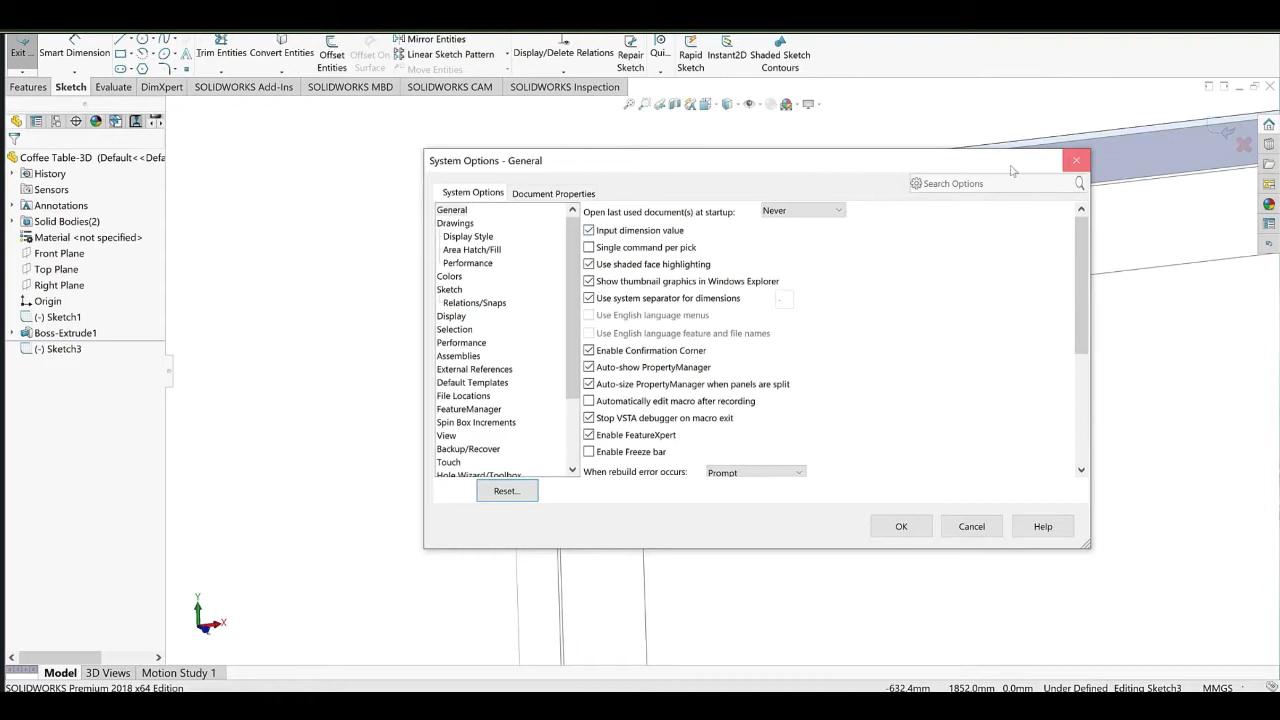 Exit ...
Smart Dimension
Trim Entities
Convert Entities
Offset Entities
Offset On Surface
Mirror Entities
Linear Sketch Pattern
Move Entities
Display/Delete Relations
Repair Sketch
Qui...
Rapid Sketch
Instant2D
Shaded Sketch Contours
Features
Sketch
Evaluate
DimXpert
SOLIDWORKS Add-Ins
SOLIDWORKS MBD
SOLIDWORKS CAM
SOLIDWORKS Inspection
Coffee Table-3D (Default<<Defa
History
Sensors
Annotations
Solid Bodies(2)
Material <not specified>
Front Plane
Top Plane
Right Plane
Origin
(-) Sketch1
Boss-Extrude1
(-) Sketch3
System Options - General
Search Options
System Options
Document Properties
General
Drawings
Display Style
Area Hatch/Fill
Performance
Colors
Sketch
Relations/Snaps
Display
Selection
Performance
Assemblies
External References
Default Templates
File Locations
FeatureManager
Spin Box Increments
View
Backup/Recover
Touch
Hole Wizard/Toolbox
Reset...
Open last used document(s) at startup:
Never
Input dimension value
Single command per pick
Use shaded face highlighting
Show thumbnail graphics in Windows Explorer
Use system separator for dimensions
.
Use English language menus
Use English language feature and file names
Enable Confirmation Corner
Auto-show PropertyManager
Auto-size PropertyManager when panels are split
Automatically edit macro after recording
Stop VSTA debugger on macro exit
Enable FeatureXpert
Enable Freeze bar
When rebuild error occurs:
Prompt
OK
Cancel
Help
Y
X
Model
3D Views
Motion Study 1
SOLIDWORKS Premium 2018 x64 Edition
-632.4mm
1852.0mm
0.0mm
Under Defined
Editing Sketch3
MMGS